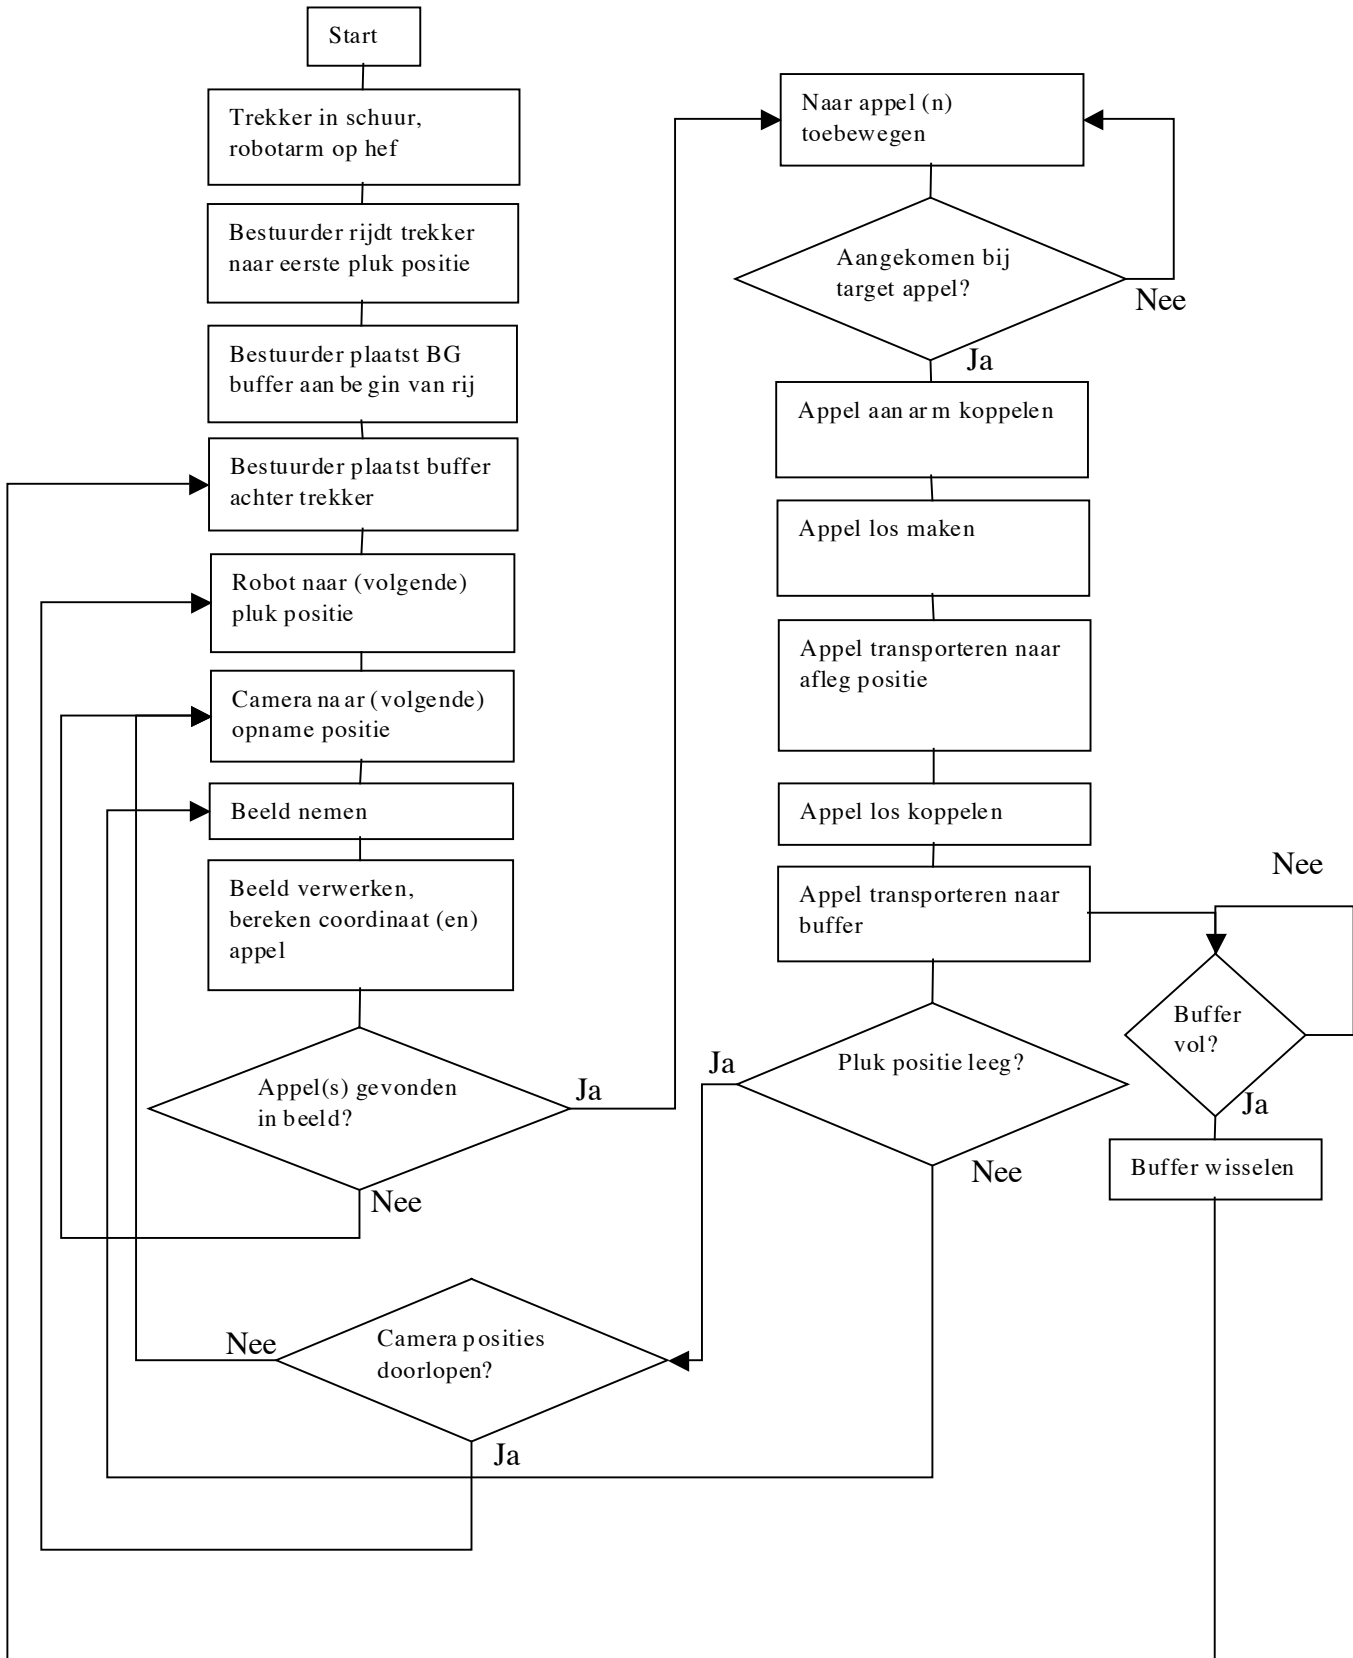 Start
Trekker in schuur,
robotarm op hef
Bestuurder rijdt trekker
naar eerste pluk positie
Bestuurder plaatst BG
buffer aan begin van rij
Bestuurder plaatst buffer
achter trekker
Robot naar (volgende)
pluk positie
Camera naar (volgende)
opname positie
Beeld nemen
Beeld verwerken,
bereken coordinaat (en)
appel
Appel(s) gevonden
in beeld?
Ja
Nee
Camera posities
doorlopen?
Nee
Ja
Naar appel (n)
toebewegen
Aangekomen bij
target appel?
Nee
Ja
Appel aan arm koppelen
Appel los maken
Appel transporteren naar
afleg positie
Appel los koppelen
Appel transporteren naar
buffer
Pluk positie leeg?
Ja
Nee
Nee
Buffer
vol?
Ja
Buffer wisselen